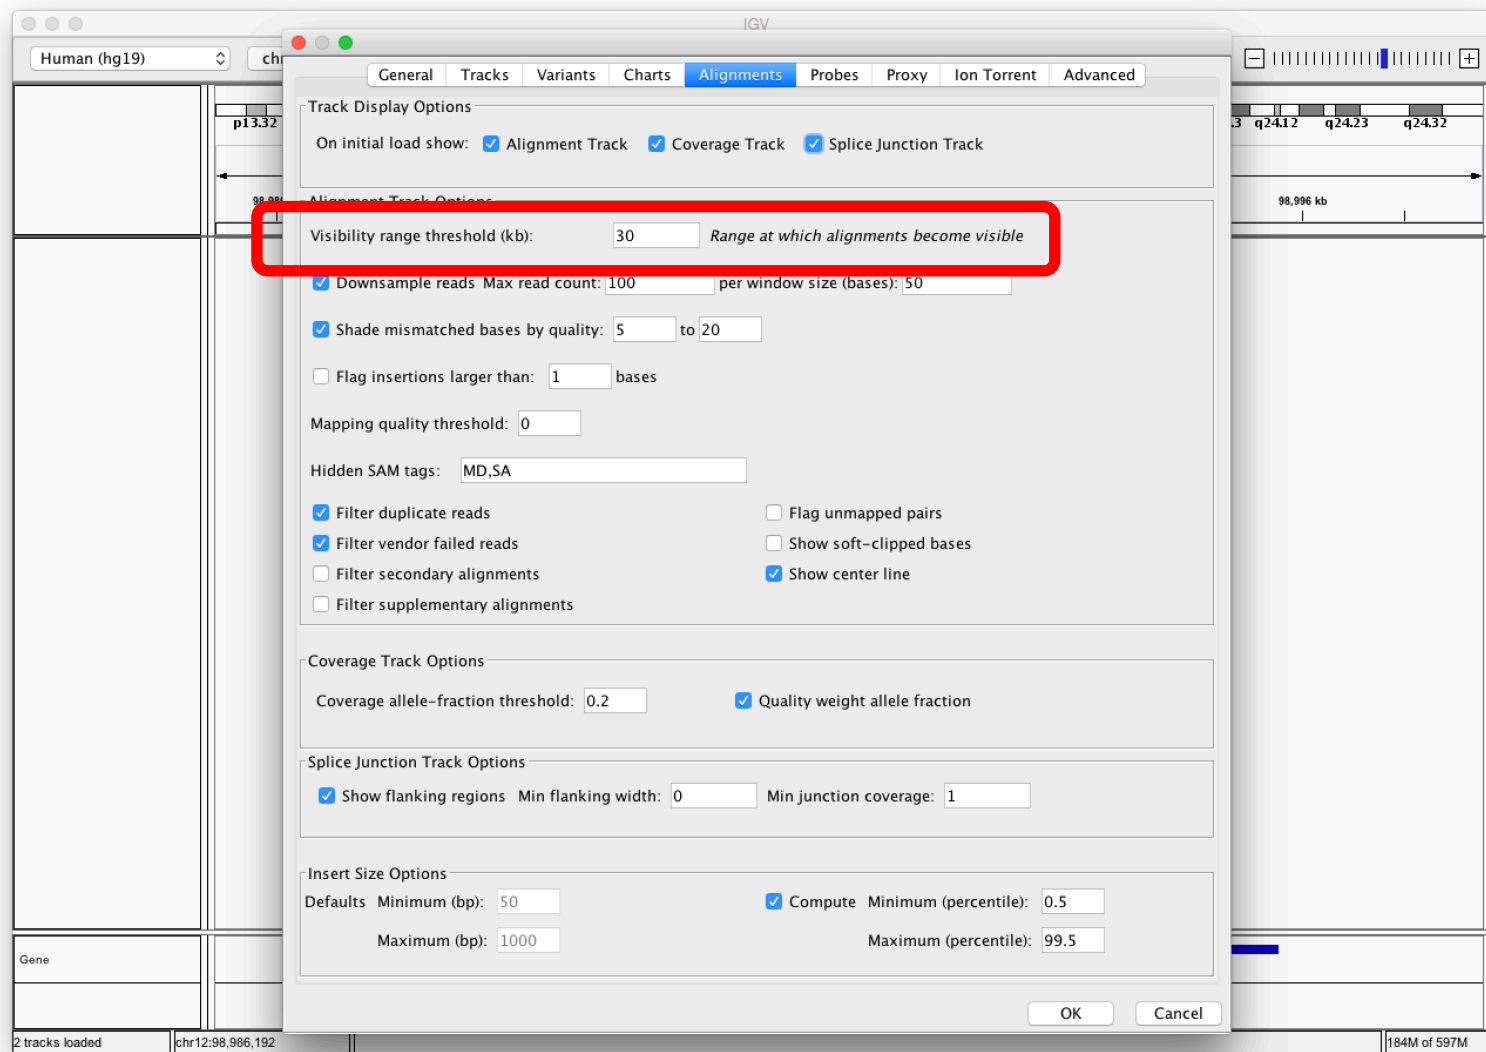 IGV
Human (hg19)
ch
General Tracks Variants Charts Alignments Probes Proxy Ion Torrent Advanced
p13.32
.3 q24.12 q24.23 q24.32
Track Display Options
On initial load show: Alignment Track Coverage Track Splice Junction Track
98,996 kb
Alignment Track Options
Visibility range threshold (kb): 30 Range at which alignments become visible
Downsample reads Max read count: 100 per window size (bases): 50
Shade mismatched bases by quality: 5 to 20
Flag insertions larger than: 1 bases
Mapping quality threshold: 0
Hidden SAM tags: MD,SA
Filter duplicate reads Flag unmapped pairs
Filter vendor failed reads Show soft-clipped bases
Filter secondary alignments Show center line
Filter supplementary alignments
Coverage Track Options
Coverage allele-fraction threshold: 0.2 Quality weight allele fraction
Splice Junction Track Options
Show flanking regions Min flanking width: 0 Min junction coverage: 1
Insert Size Options
Defaults Minimum (bp): 50 Compute Minimum (percentile): 0.5
Maximum (bp): 1000 Maximum (percentile): 99.5
Gene
OK Cancel
2 tracks loaded chr12:98,986,192 184M of 597M